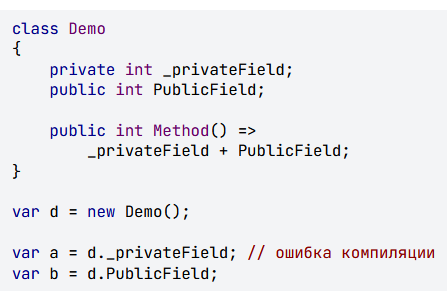 class Demo
{
    private int _privateField;
    public int PublicField;

    public int Method() =>
        _privateField + PublicField;
}

var d = new Demo();

var a = d._privateField; // ошибка компиляции
var b = d.PublicField;